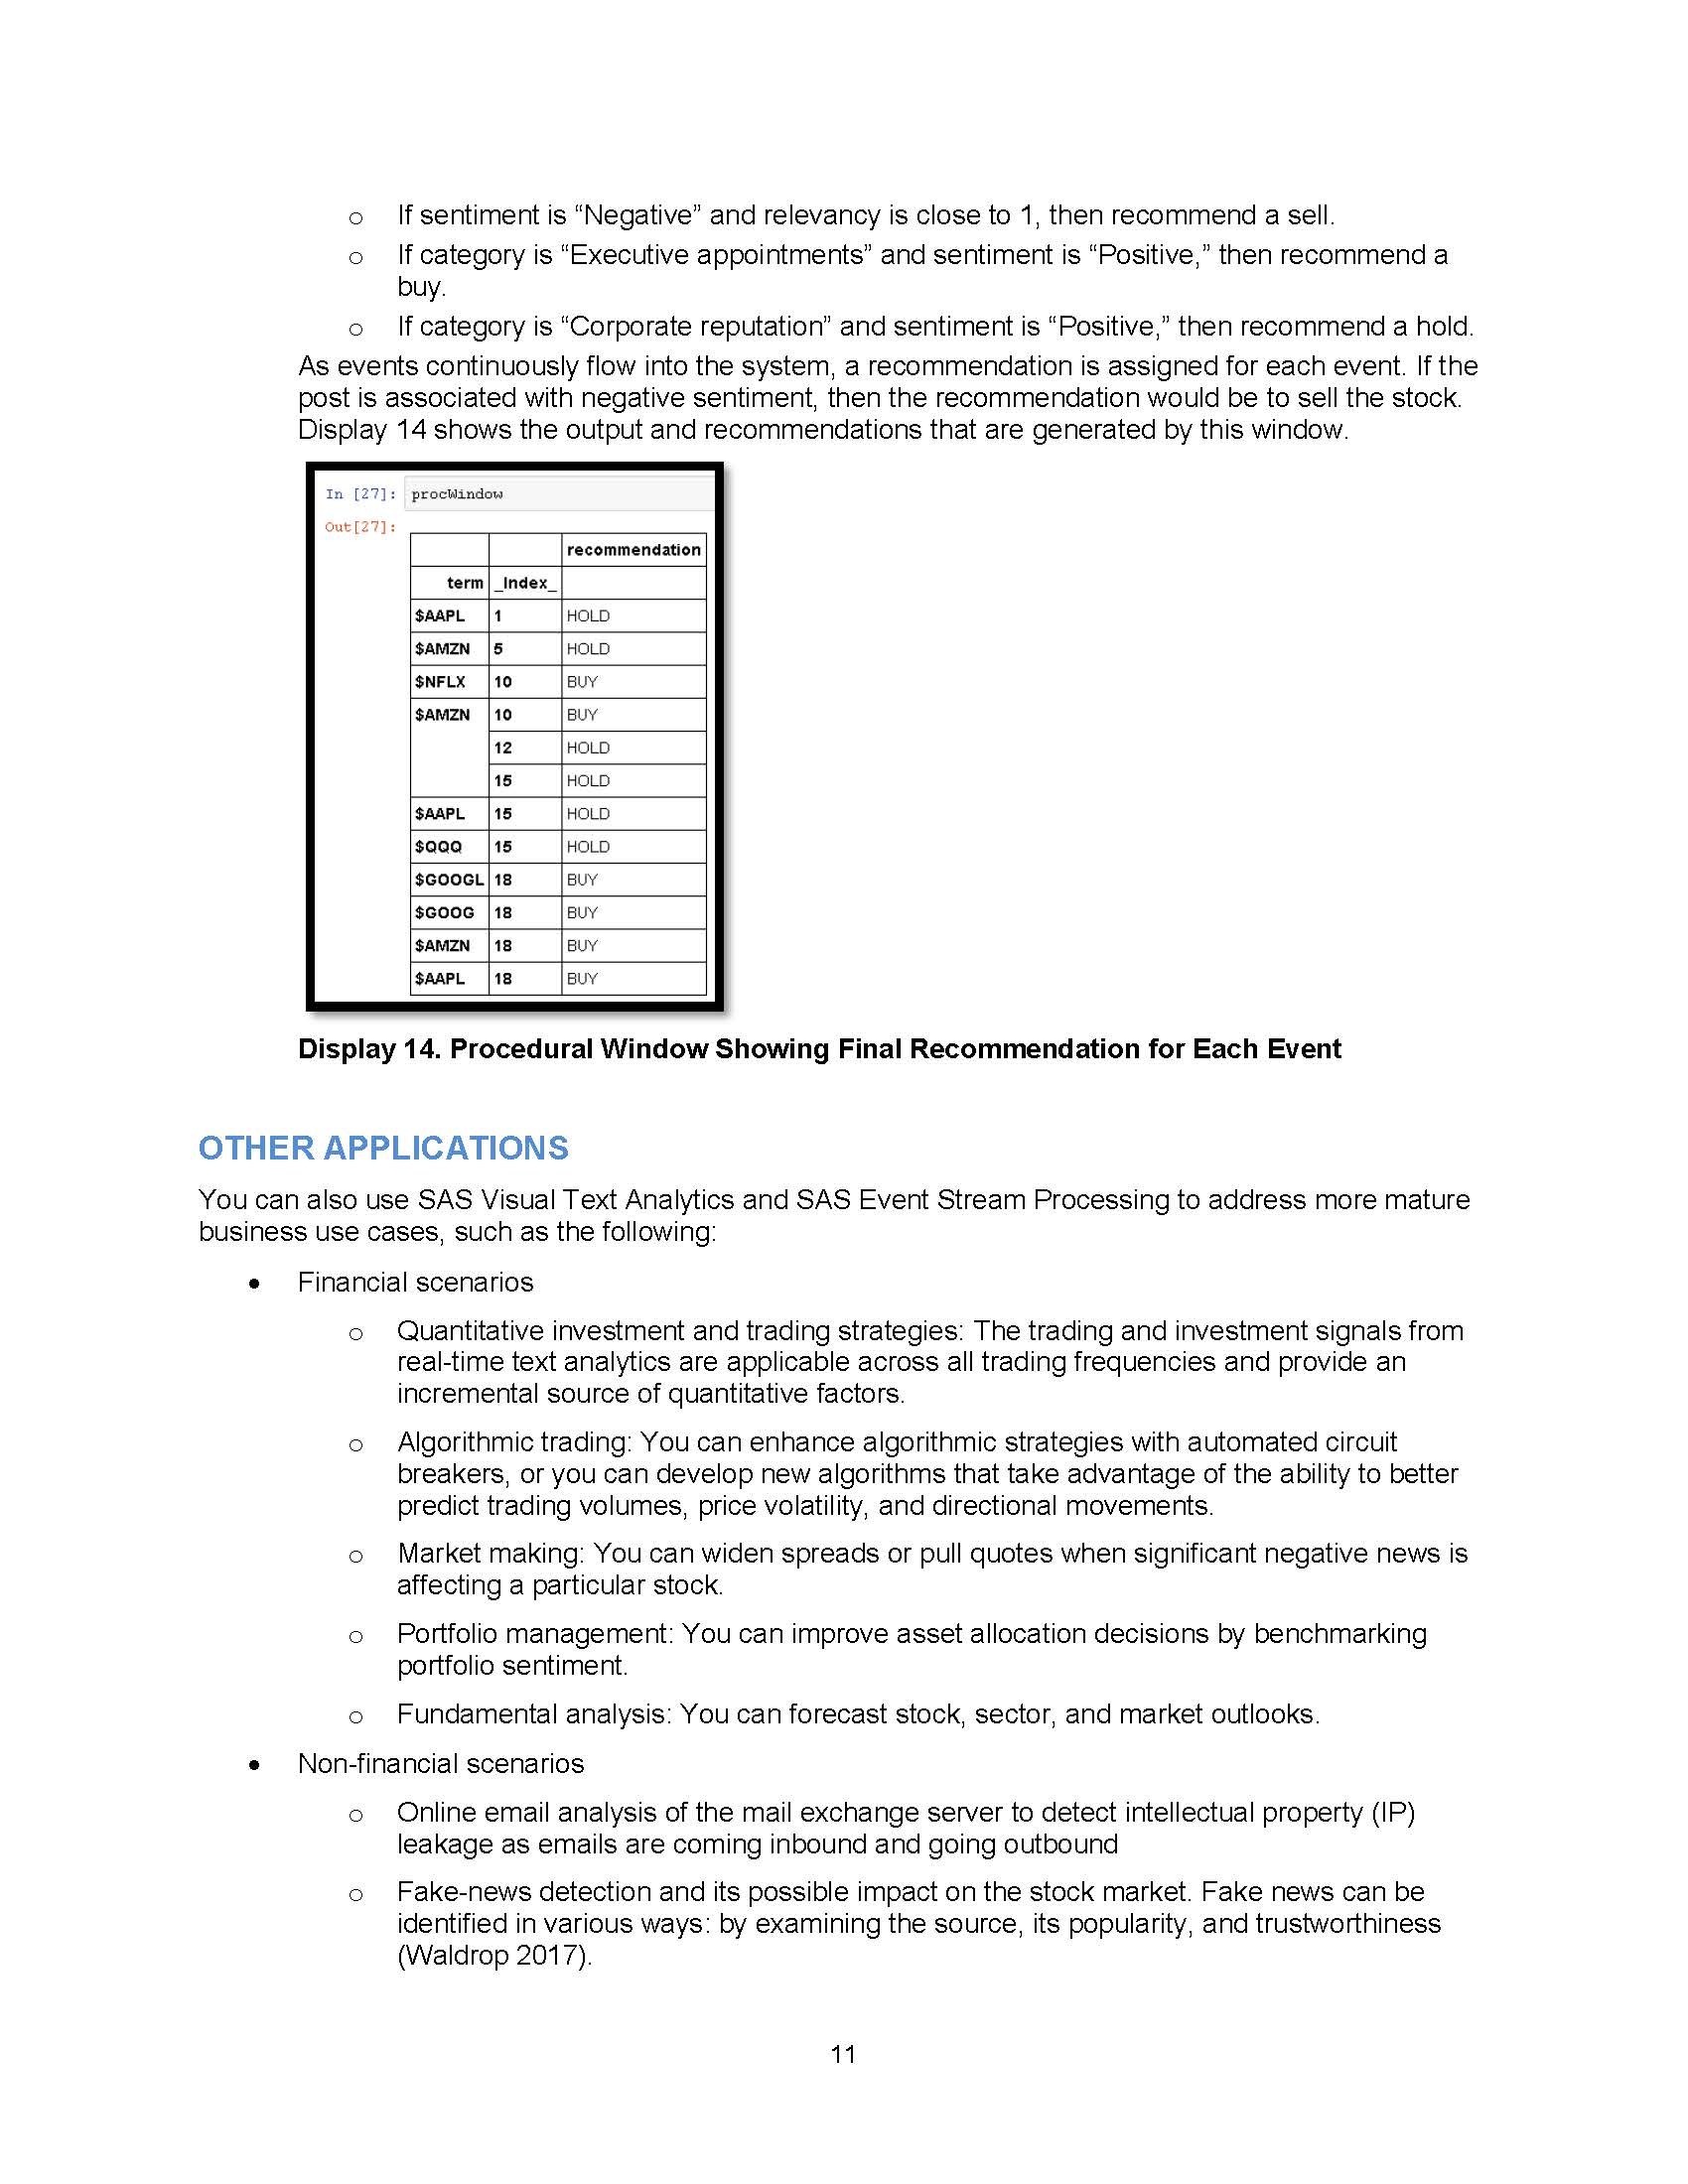 o If sentiment is “Negative” and relevancy is close to 1, then recommend a sell.
o If category is “Executive appointments” and sentiment is “Positive,” then recommend a
buy.
o If category is “Corporate reputation” and sentiment is “Positive,” then recommend a hold.
As events continuously flow into the system, a recommendation is assigned for each event. If the
post is associated with negative sentiment, then the recommendation would be to sell the stock.
Display 14 shows the output and recommendations that are generated by this window.
In [27]: procWindow
Out[27]:
recommendation
term _Index_
$AAPL 1 HOLD
$AMZN 5 HOLD
$NFLX 10 BUY
$AMZN 10 BUY
12 HOLD
15 HOLD
$AAPL 15 HOLD
$QQQ 15 HOLD
$GOOGL 18 BUY
$GOOG 18 BUY
$AMZN 18 BUY
$AAPL 18 BUY
Display 14. Procedural Window Showing Final Recommendation for Each Event
OTHER APPLICATIONS
You can also use SAS Visual Text Analytics and SAS Event Stream Processing to address more mature
business use cases, such as the following:
• Financial scenarios
o Quantitative investment and trading strategies: The trading and investment signals from
real-time text analytics are applicable across all trading frequencies and provide an
incremental source of quantitative factors.
o Algorithmic trading: You can enhance algorithmic strategies with automated circuit
breakers, or you can develop new algorithms that take advantage of the ability to better
predict trading volumes, price volatility, and directional movements.
o Market making: You can widen spreads or pull quotes when significant negative news is
affecting a particular stock.
o Portfolio management: You can improve asset allocation decisions by benchmarking
portfolio sentiment.
o Fundamental analysis: You can forecast stock, sector, and market outlooks.
• Non-financial scenarios
o Online email analysis of the mail exchange server to detect intellectual property (IP)
leakage as emails are coming inbound and going outbound
o Fake-news detection and its possible impact on the stock market. Fake news can be
identified in various ways: by examining the source, its popularity, and trustworthiness
(Waldrop 2017).
11